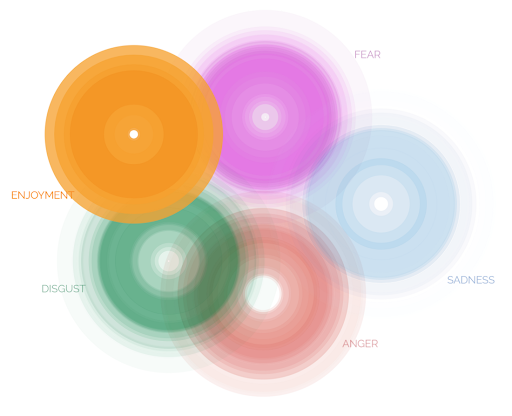 FEAR
ENJOYMENT
SADNESS
DISGUST
ANGER